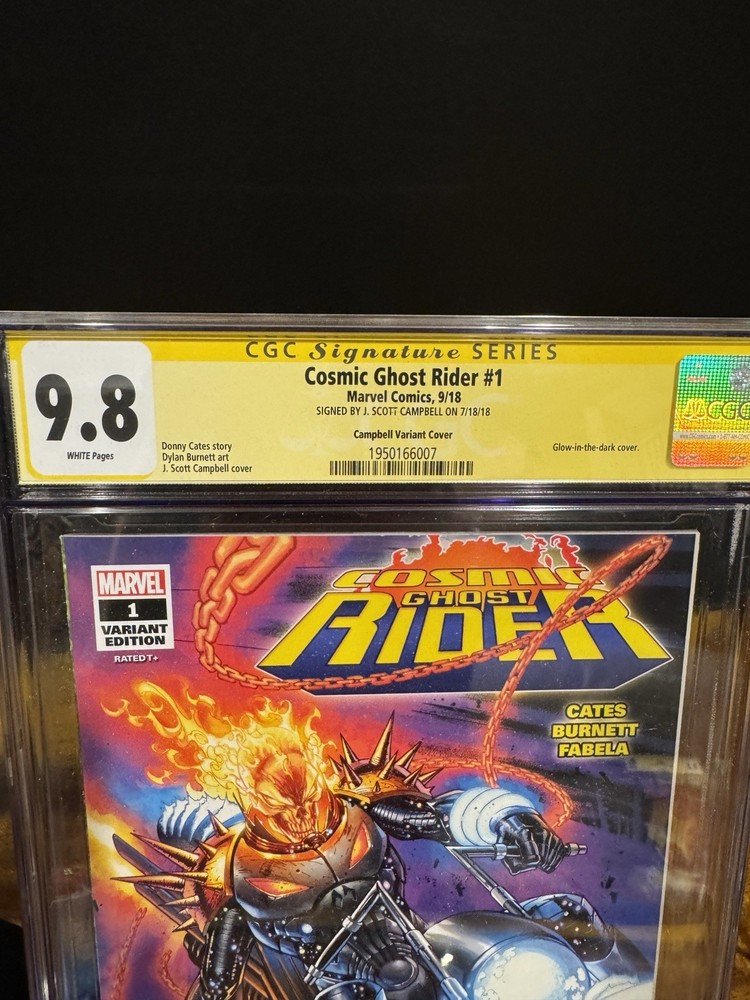 CGC Signature SERIES
9.8
WHITE Pages
Cosmic Ghost Rider #1
Marvel Comics, 9/18
SIGNED BY J. SCOTT CAMPBELL ON 7/18/18
Campbell Variant Cover
1950166007
Donny Cates story
Dylan Burnett art
J. Scott Campbell cover
Glow-in-the-dark cover.
CGC
MARVEL
1
VARIANT
EDITION
RATED T+
COSMIC
GHOST
RIDER
CATES
BURNETT
FABELA